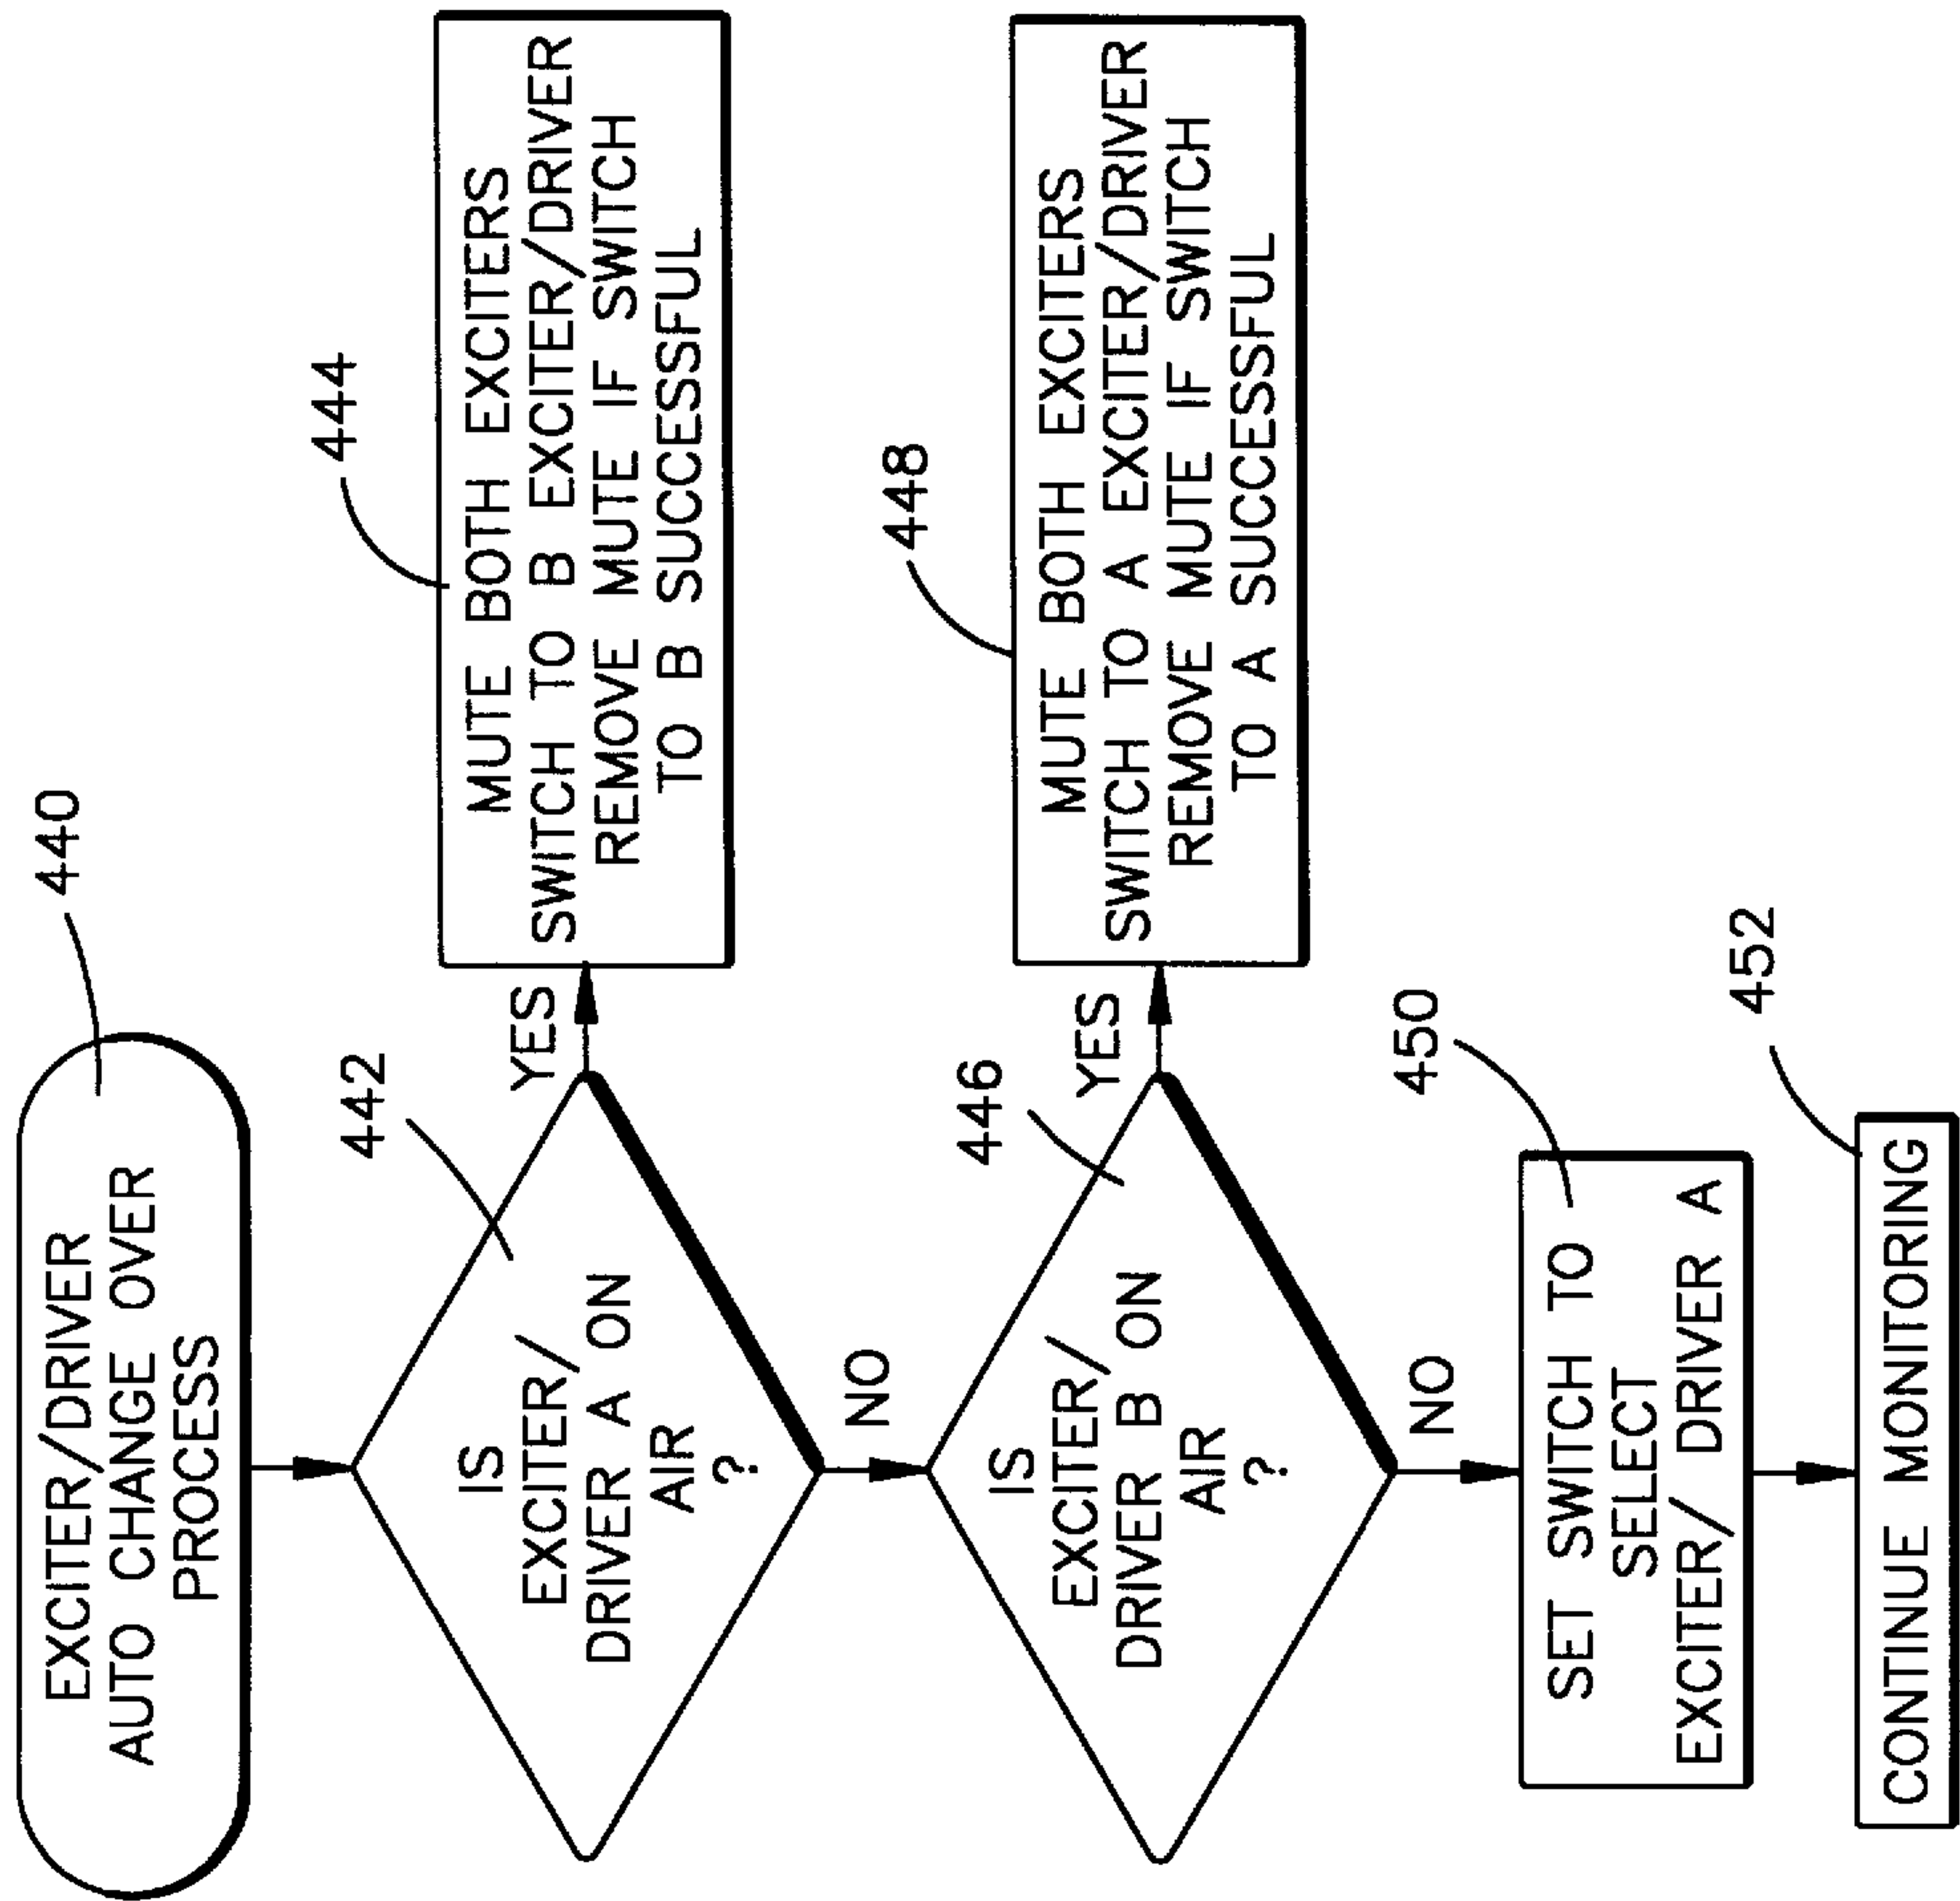 440
EXCITER/DRIVER
AUTO CHANGE OVER
PROCESS
442
IS
EXCITER/
DRIVER A ON
AIR
?
YES
444
MUTE BOTH EXCITERS
SWITCH TO B EXCITER/DRIVER
REMOVE MUTE IF SWITCH
TO B SUCCESSFUL
NO
446
IS
EXCITER/
DRIVER B ON
AIR
?
YES
448
MUTE BOTH EXCITERS
SWITCH TO A EXCITER/DRIVER
REMOVE MUTE IF SWITCH
TO A SUCCESSFUL
NO
450
SET SWITCH TO
SELECT
EXCITER/ DRIVER A
452
CONTINUE MONITORING